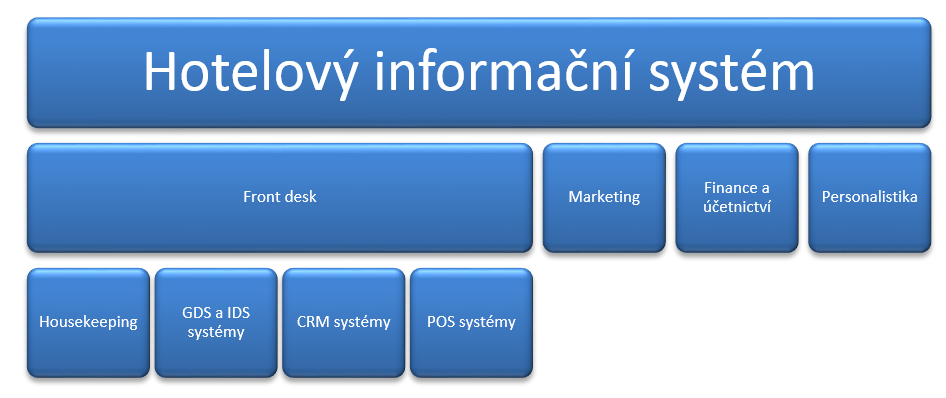 Hotelový informační systém
Front desk
Marketing
Finance a
účetnictví
Personalistika
Housekeeping
GDS a IDS
systémy
CRM systémy
POS systémy